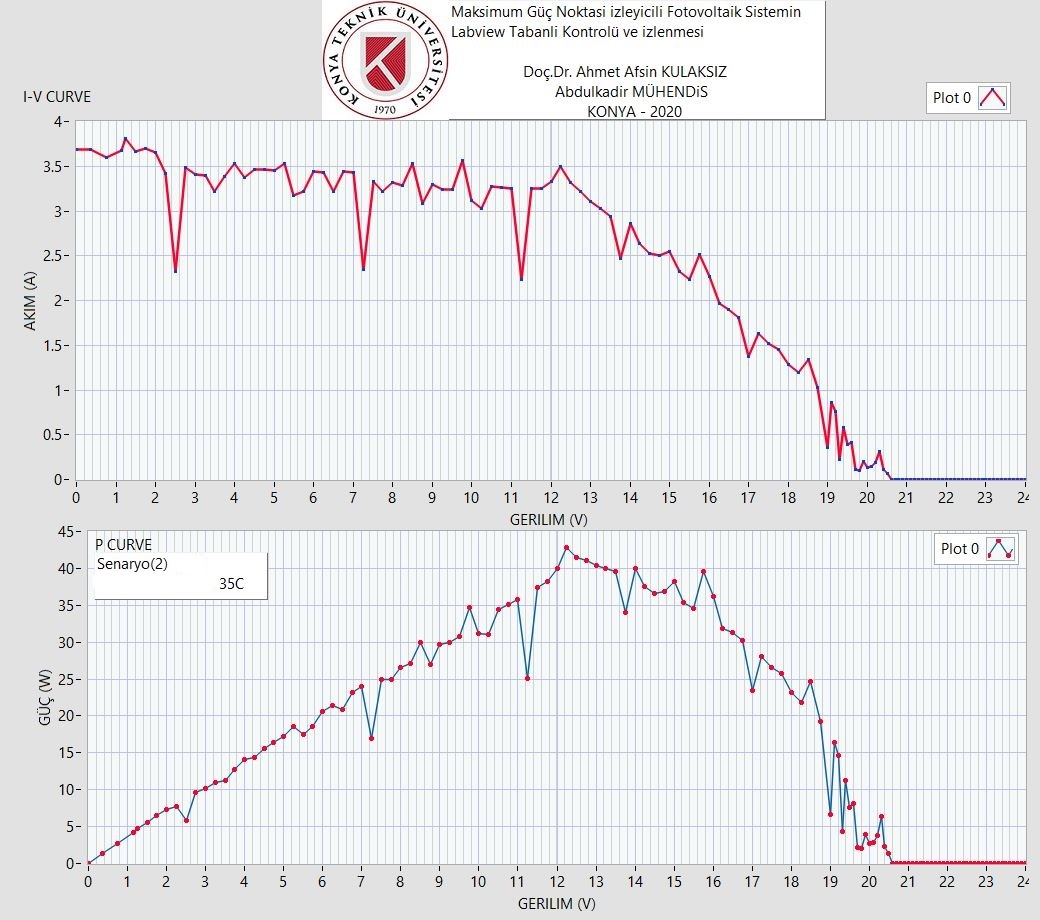 KONYA TEKNİK ÜNİVERSİTESİ
1970
Maksimum Güç Noktasi izleyicili Fotovoltaik Sistemin
Labview Tabanli Kontrolü ve izlenmesi
Doç.Dr. Ahmet Afsin KULAKSIZ
Abdulkadir MÜHENDiS
KONYA - 2020
I-V CURVE
Plot 0
4
3.5
3
2.5
2
1.5
1
0.5
0
AKIM (A)
0 1 2 3 4 5 6 7 8 9 10 11 12 13 14 15 16 17 18 19 20 21 22 23 24
GERILIM (V)
P CURVE
Senaryo(2)
35C
Plot 0
45
40
35
30
25
20
15
10
5
0
GÜÇ (W)
0 1 2 3 4 5 6 7 8 9 10 11 12 13 14 15 16 17 18 19 20 21 22 23 24
GERILIM (V)